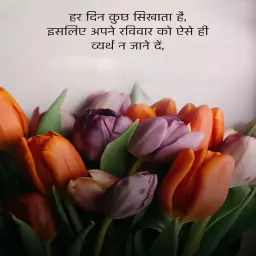 हर दिन कुछ सिखाता है,
इसलिए अपने रविवार को ऐसे ही
व्यर्थ न जाने दें,